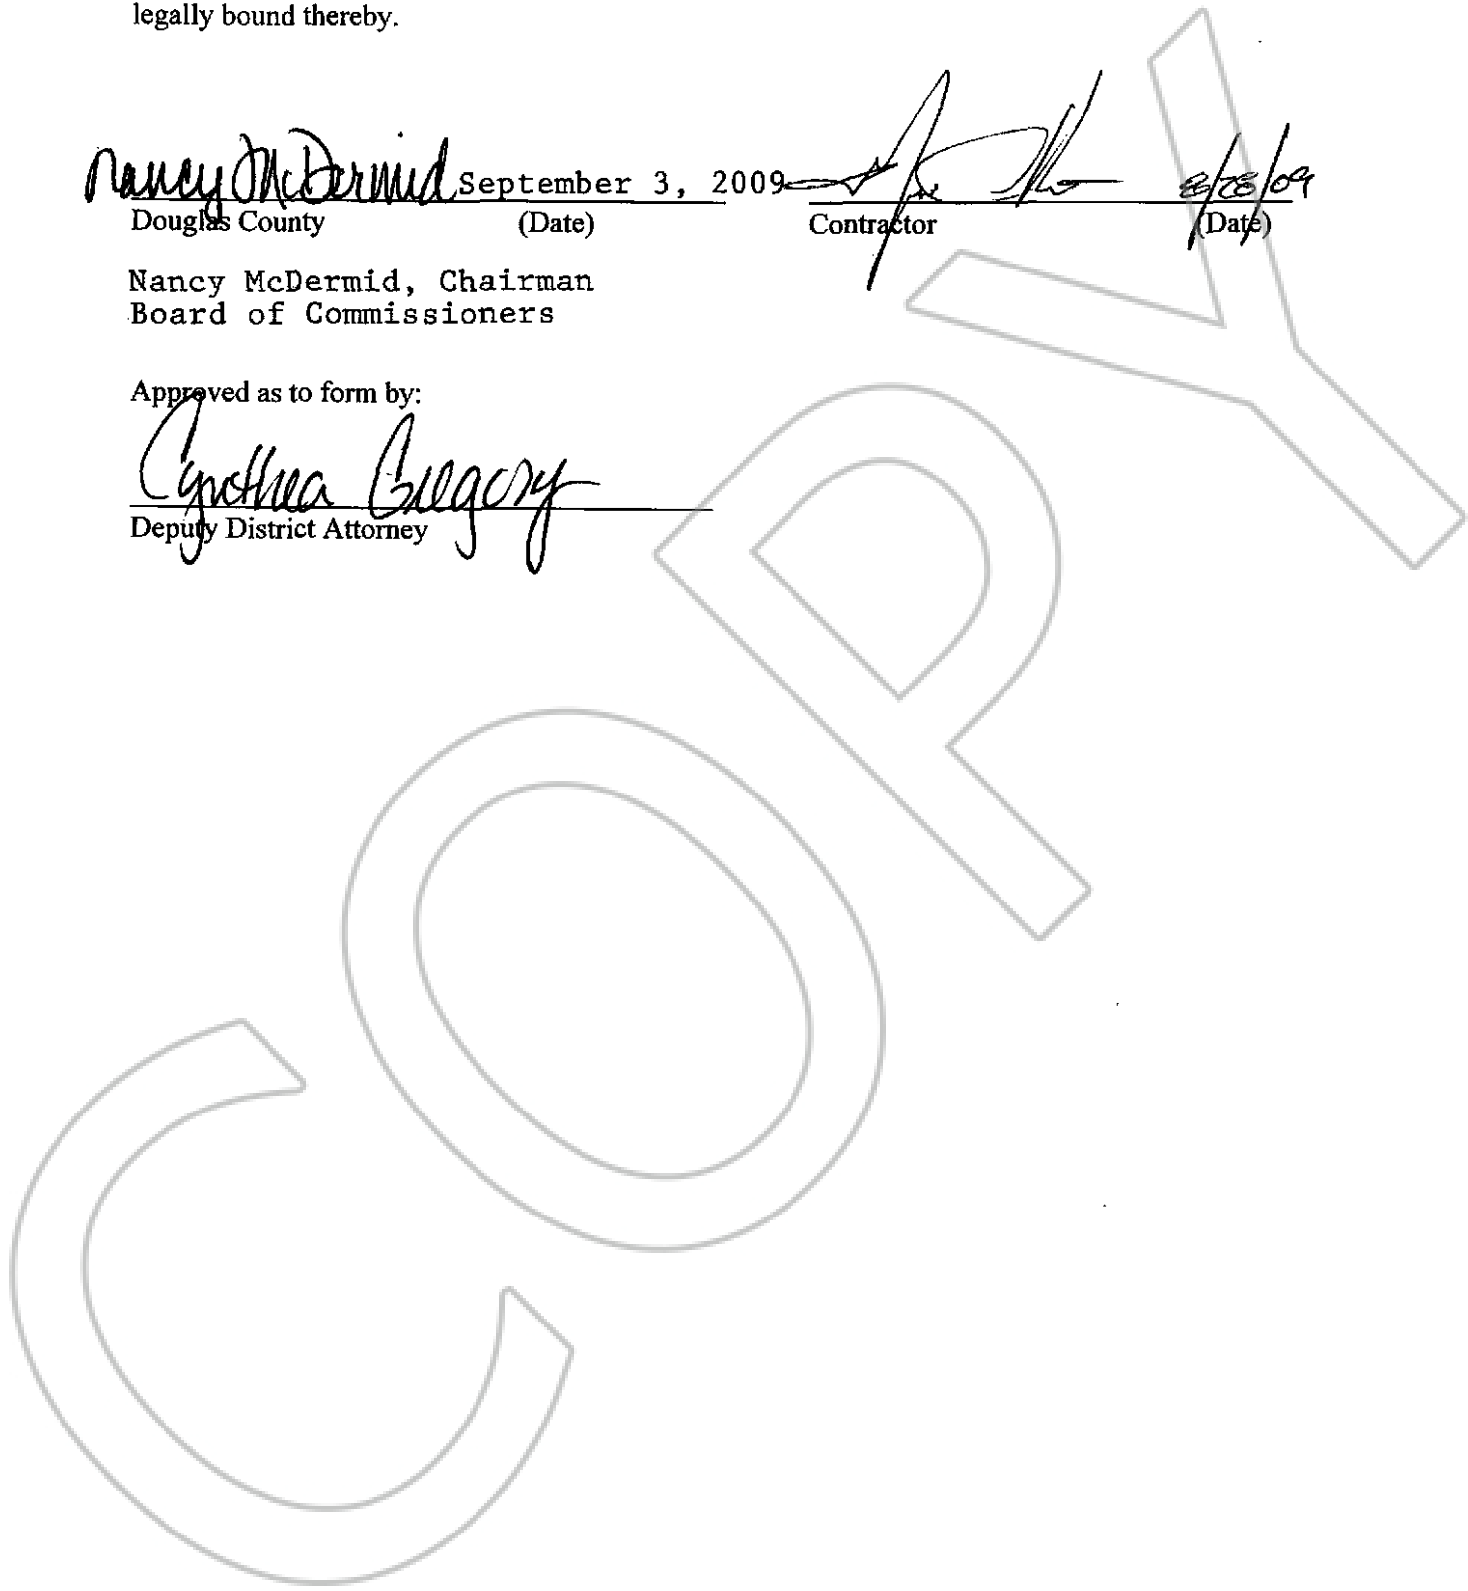 legally bound thereby.
Nancy McDermid September 3, 2009 8/28/09
Douglas County (Date) Contractor (Date)
Nancy McDermid, Chairman
Board of Commissioners
Approved as to form by:
Cynthea Gregory
Deputy District Attorney
COPY